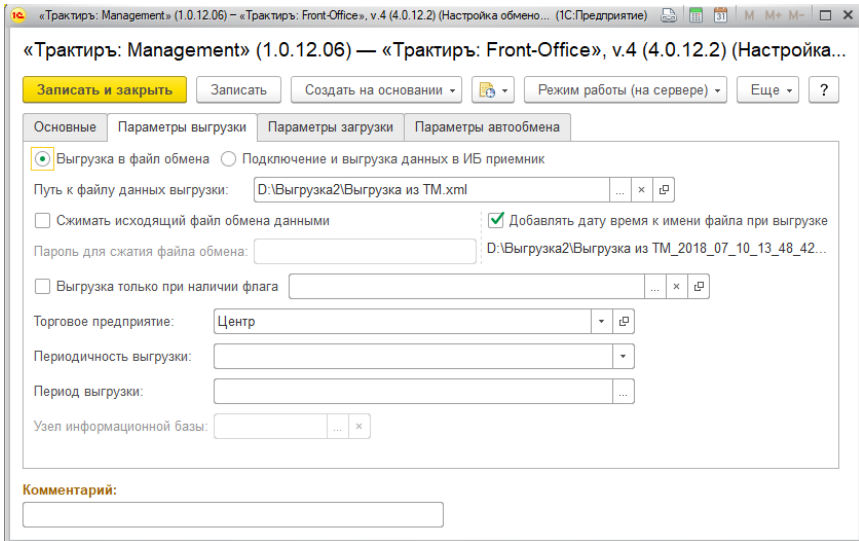 «Трактиръ: Management» (1.0.12.06) – «Трактиръ: Front-Office», v.4 (4.0.12.2) (Настройка обмено... (1С:Предприятие) M M+ M-
«Трактиръ: Management» (1.0.12.06) — «Трактиръ: Front-Office», v.4 (4.0.12.2) (Настройка...
Записать и закрыть Записать Создать на основании Режим работы (на сервере) Еще ?
Основные Параметры выгрузки Параметры загрузки Параметры автообмена
Выгрузка в файл обмена Подключение и выгрузка данных в ИБ приемник
Путь к файлу данных выгрузки: D:\Выгрузка2\Выгрузка из ТМ.xml ... ×
Сжимать исходящий файл обмена данными Добавлять дату время к имени файла при выгрузке
Пароль для сжатия файла обмена: D:\Выгрузка2\Выгрузка из ТМ_2018_07_10_13_48_42...
Выгрузка только при наличии флага ... ×
Торговое предприятие: Центр
Периодичность выгрузки:
Период выгрузки: ...
Узел информационной базы: ... ×
Комментарий: